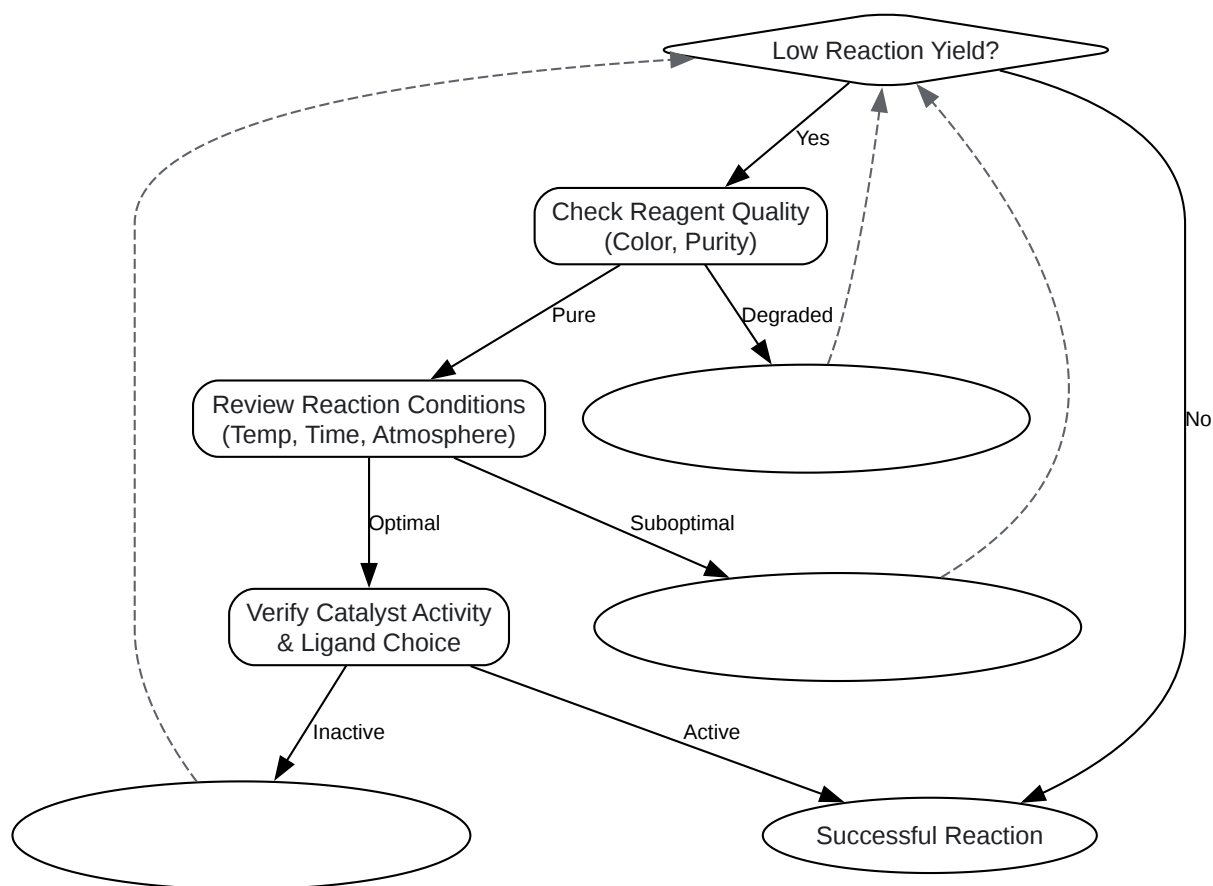 Low Reaction Yield?
Yes
Check Reagent Quality
(Color, Purity)
Pure
Degraded
Review Reaction Conditions
(Temp, Time, Atmosphere)
No
Optimal
Suboptimal
Verify Catalyst Activity
& Ligand Choice
Inactive
Active
Successful Reaction